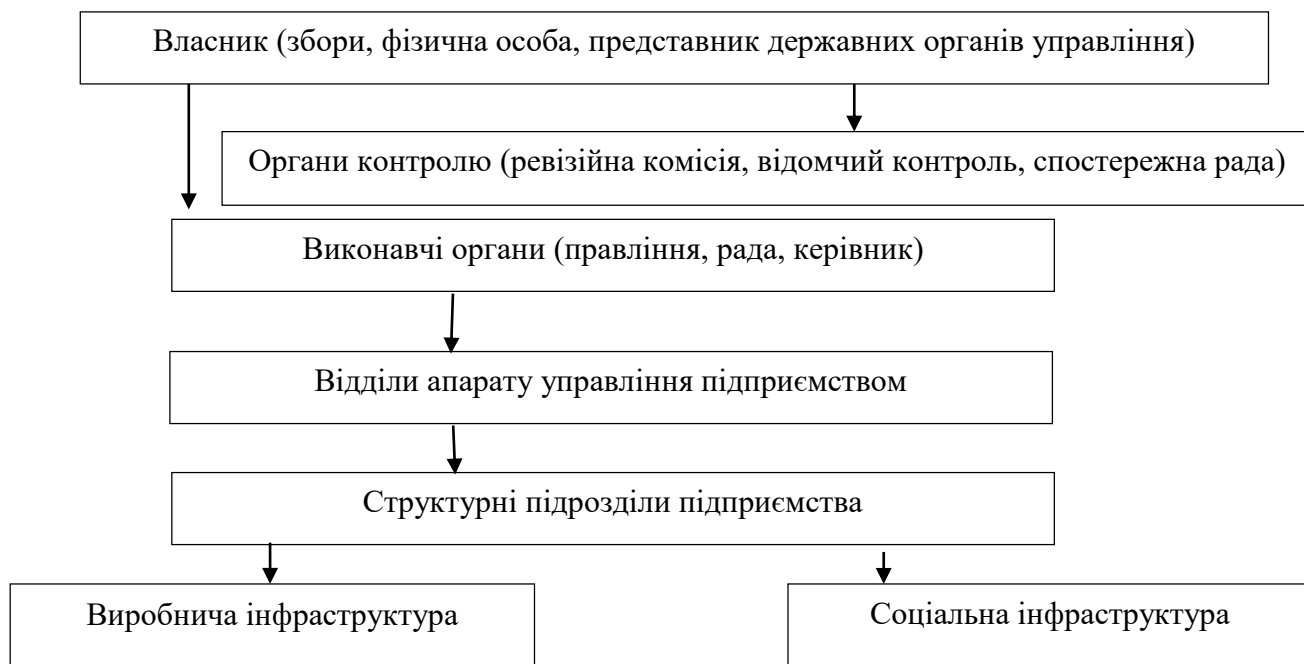 Власник (збори, фізична особа, представник державних органів управління)
Органи контролю (ревізійна комісія, відомчий контроль, спостережна рада)
Виконавчі органи (правління, рада, керівник)
Відділи апарату управління підприємством
Структурні підрозділи підприємства
Виробнича інфраструктура
Соціальна інфраструктура